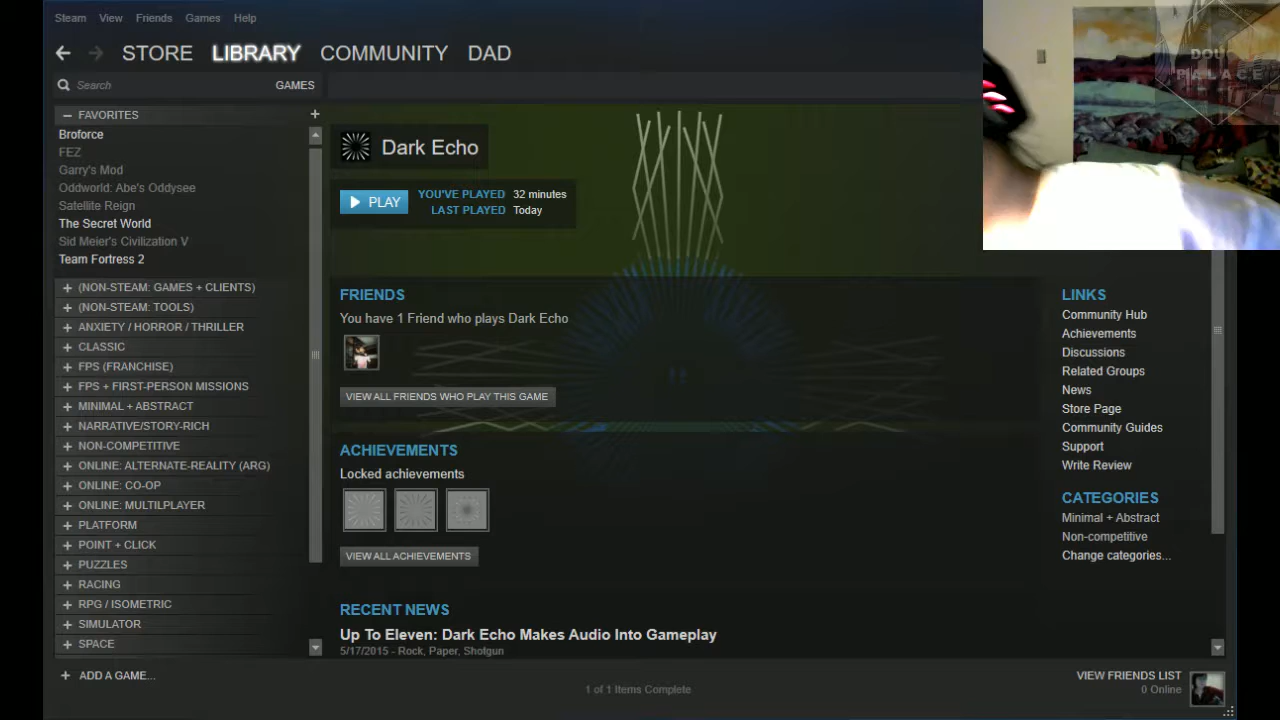 Steam View Friends Games Help
STORE LIBRARY COMMUNITY DAD
Search GAMES
FAVORITES
Broforce
FEZ
Garry's Mod
Oddworld: Abe's Oddysee
Satellite Reign
The Secret World
Sid Meier's Civilization V
Team Fortress 2
(NON-STEAM: GAMES + CLIENTS)
(NON-STEAM: TOOLS)
ANXIETY / HORROR / THRILLER
CLASSIC
FPS (FRANCHISE)
FPS + FIRST-PERSON MISSIONS
MINIMAL + ABSTRACT
NARRATIVE/STORY-RICH
NON-COMPETITIVE
ONLINE: ALTERNATE-REALITY (ARG)
ONLINE: CO-OP
ONLINE: MULTILPLAYER
PLATFORM
POINT + CLICK
PUZZLES
RACING
RPG / ISOMETRIC
SIMULATOR
SPACE
ADD A GAME...
Dark Echo
PLAY
YOU'VE PLAYED 32 minutes
LAST PLAYED Today
FRIENDS
You have 1 Friend who plays Dark Echo
VIEW ALL FRIENDS WHO PLAY THIS GAME
ACHIEVEMENTS
Locked achievements
VIEW ALL ACHIEVEMENTS
RECENT NEWS
Up To Eleven: Dark Echo Makes Audio Into Gameplay
5/17/2015 - Rock, Paper, Shotgun
1 of 1 Items Complete
LINKS
Community Hub
Achievements
Discussions
Related Groups
News
Store Page
Community Guides
Support
Write Review
CATEGORIES
Minimal + Abstract
Non-competitive
Change categories...
VIEW FRIENDS LIST
0 Online
PALACE